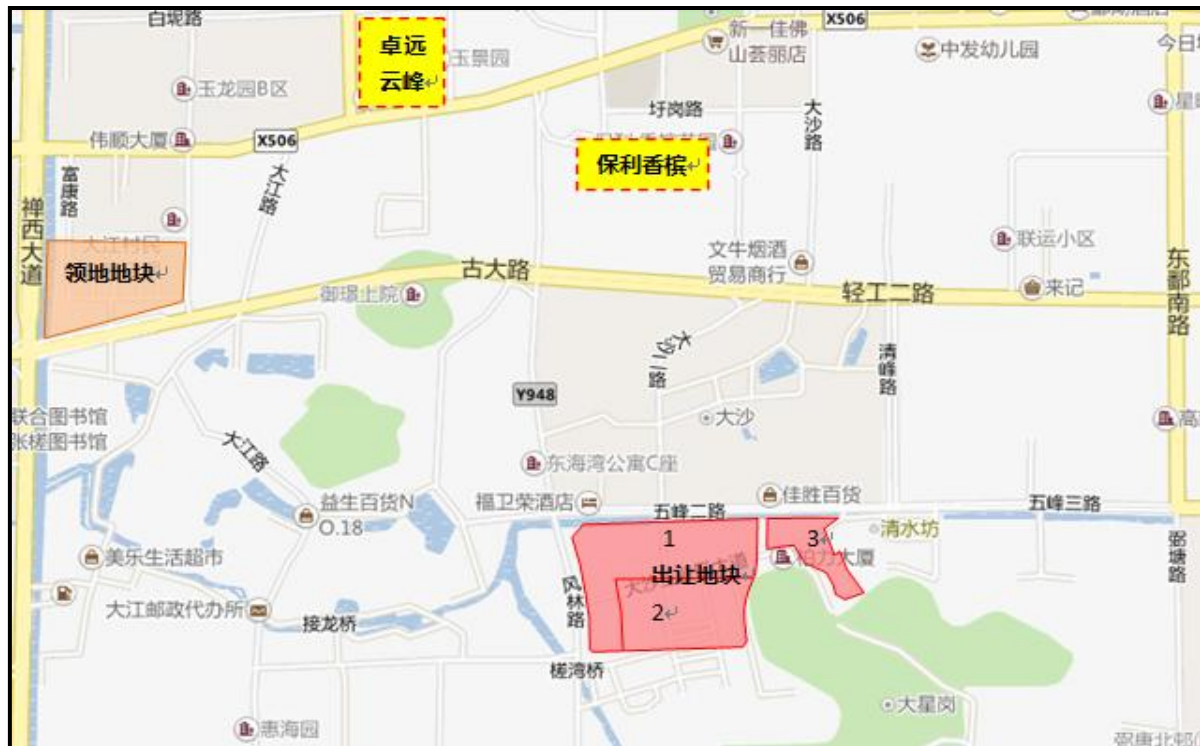 白坭路
卓远
云峰
玉景园
X506
新一佳佛
山荟丽店
中发幼儿园
玉龙园B区
圩岗路
大沙路
伟顺大厦
X506
保利香槟
富康路
大江路
禅西大道
大江村民
领地地块
古大路
文牛烟酒
贸易商行
联运小区
东鄱南路
御璟上院
轻工二路
来记
大沙二路
清峰路
Y948
联合图书馆
张槎图书馆
大沙
大江路
东海湾公寓C座
益生百货N
O.18
福卫荣酒店
佳胜百货
五峰二路
五峰三路
1
3
清水坊
美乐生活超市
出让地块
2
风林路
弼塘路
大江邮政代办所
接龙桥
槎湾桥
大星岗
惠海园